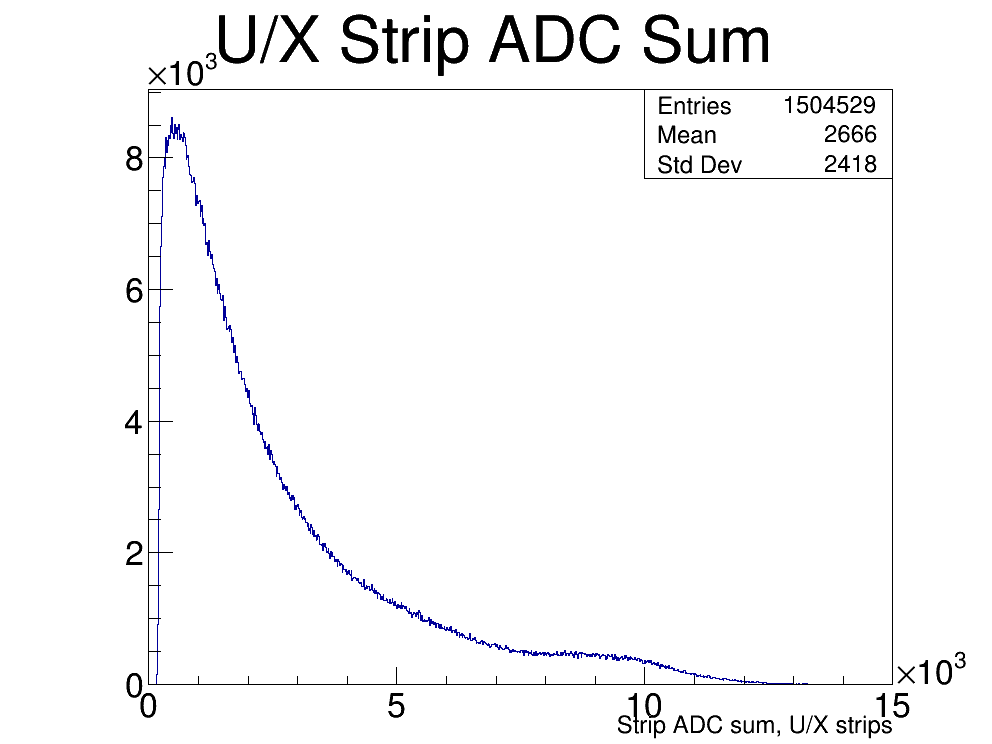 U/X Strip ADC Sum
×10³
Entries 1504529
Mean 2666
Std Dev 2418
8
6
4
2
0
0 5 10 15
×10³
Strip ADC sum, U/X strips